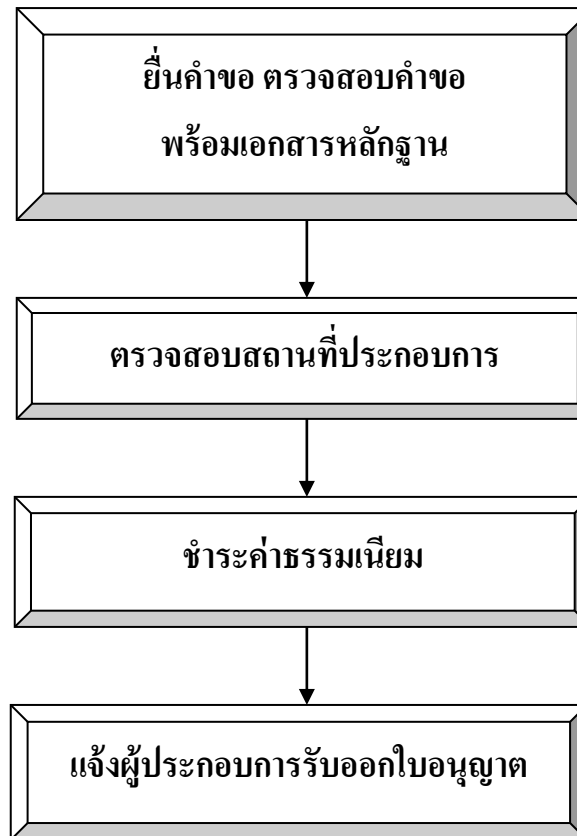 ยื่นคำขอ ตรวจสอบคำขอ
พร้อมเอกสารหลักฐาน
ตรวจสอบสถานที่ประกอบการ
ชำระค่าธรรมเนียม
แจ้งผู้ประกอบการรับออกใบอนุญาต